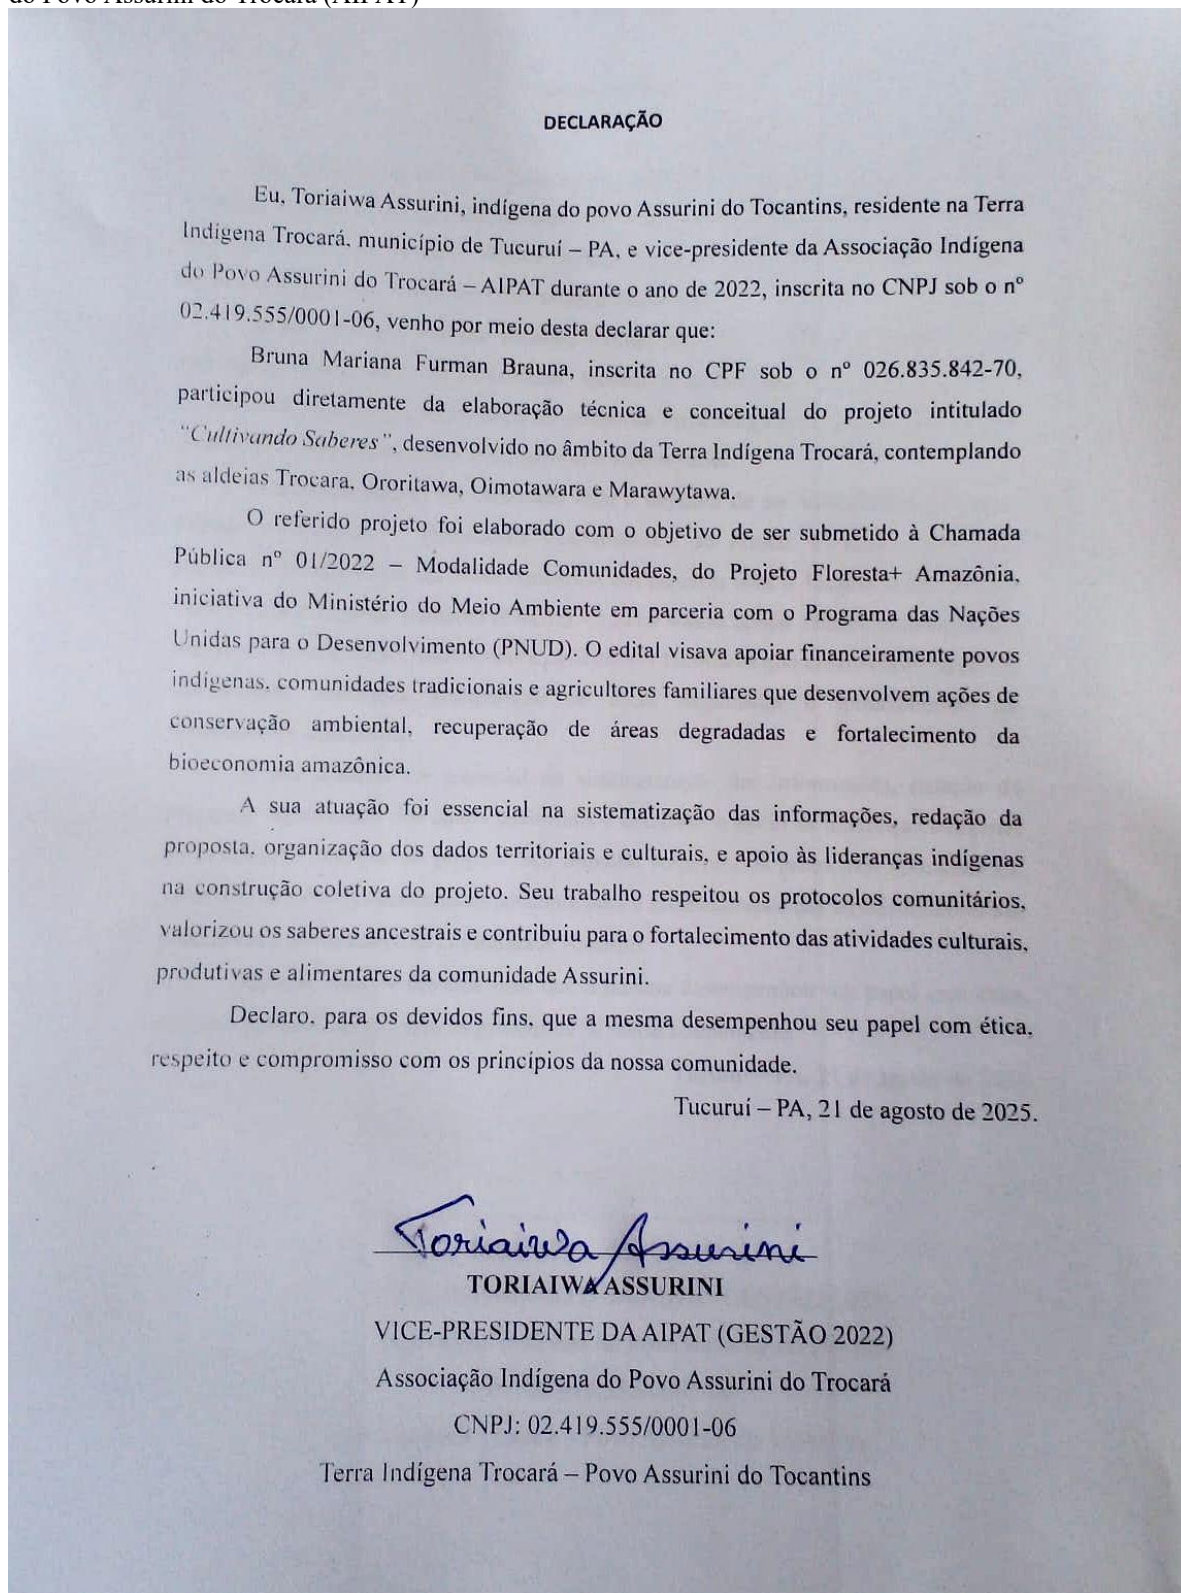 do Povo Assurini do Trocará (AIPAT)
DECLARAÇÃO
Eu, Toriaiwa Assurini, indígena do povo Assurini do Tocantins, residente na Terra
Indígena Trocará, município de Tucuruí – PA, e vice-presidente da Associação Indígena
do Povo Assurini do Trocará – AIPAT durante o ano de 2022, inscrita no CNPJ sob o nº
02.419.555/0001-06, venho por meio desta declarar que:
Bruna Mariana Furman Brauna, inscrita no CPF sob o nº 026.835.842-70,
participou diretamente da elaboração técnica e conceitual do projeto intitulado
"Cultivando Saberes", desenvolvido no âmbito da Terra Indígena Trocará, contemplando
as aldeias Trocara, Ororitawa, Oimotawara e Marawytawa.
O referido projeto foi elaborado com o objetivo de ser submetido à Chamada
Pública nº 01/2022 – Modalidade Comunidades, do Projeto Floresta+ Amazônia,
iniciativa do Ministério do Meio Ambiente em parceria com o Programa das Nações
Unidas para o Desenvolvimento (PNUD). O edital visava apoiar financeiramente povos
indígenas, comunidades tradicionais e agricultores familiares que desenvolvem ações de
conservação ambiental, recuperação de áreas degradadas e fortalecimento da
bioeconomia amazônica.
A sua atuação foi essencial na sistematização das informações, redação da
proposta, organização dos dados territoriais e culturais, e apoio às lideranças indígenas
na construção coletiva do projeto. Seu trabalho respeitou os protocolos comunitários,
valorizou os saberes ancestrais e contribuiu para o fortalecimento das atividades culturais,
produtivas e alimentares da comunidade Assurini.
Declaro, para os devidos fins, que a mesma desempenhou seu papel com ética,
respeito e compromisso com os princípios da nossa comunidade.
Tucuruí – PA, 21 de agosto de 2025.
Toriaiwa Assurini
TORIAIWA ASSURINI
VICE-PRESIDENTE DA AIPAT (GESTÃO 2022)
Associação Indígena do Povo Assurini do Trocará
CNPJ: 02.419.555/0001-06
Terra Indígena Trocará – Povo Assurini do Tocantins